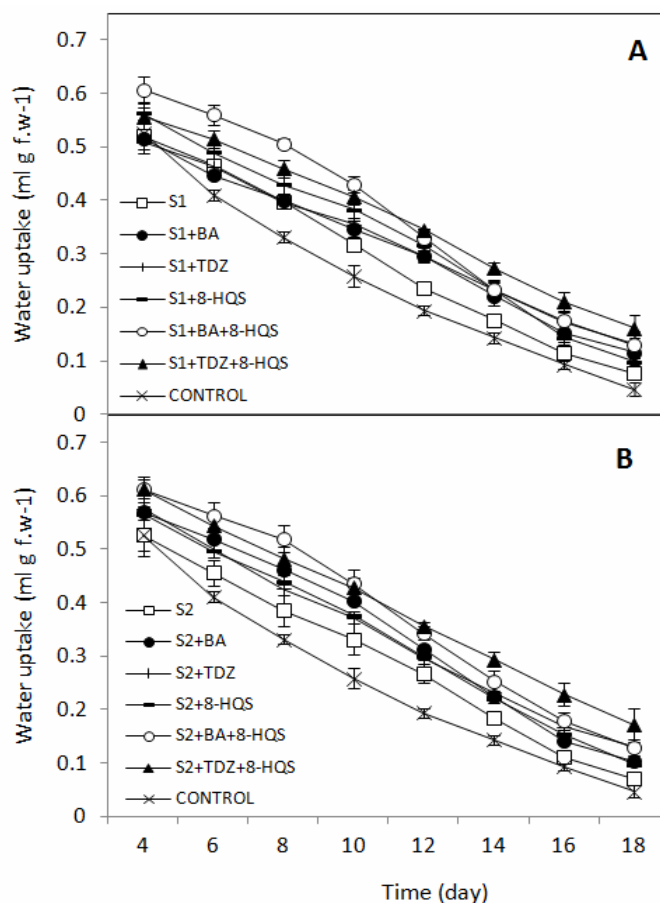 A
Water uptake (ml g f.w-1)
0.7
0.6
0.5
0.4
0.3
0.2
0.1
0
S1
S1+BA
S1+TDZ
S1+8-HQS
S1+BA+8-HQS
S1+TDZ+8-HQS
CONTROL
B
Water uptake (ml g f.w-1)
0.7
0.6
0.5
0.4
0.3
0.2
0.1
0
S2
S2+BA
S2+TDZ
S2+8-HQS
S2+BA+8-HQS
S2+TDZ+8-HQS
CONTROL
4 6 8 10 12 14 16 18
Time (day)